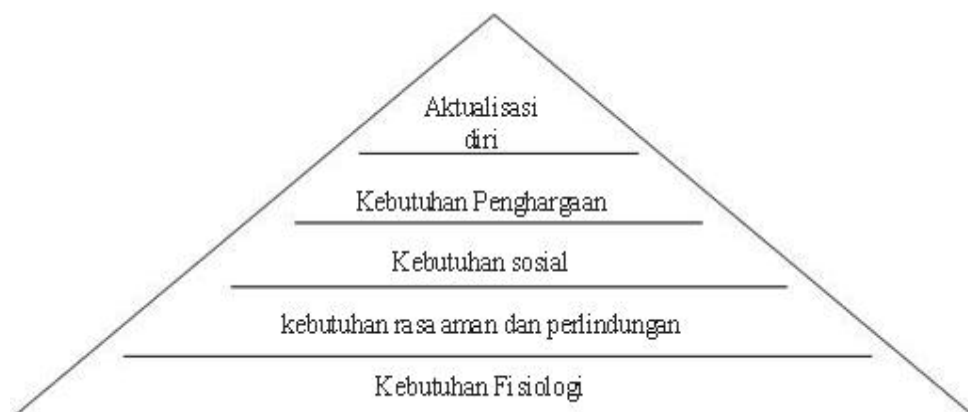 Aktualisasi
diri
Kebutuhan Penghargaan
Kebutuhan sosial
kebutuhan rasa aman dan perlindungan
Kebutuhan Fisiologi